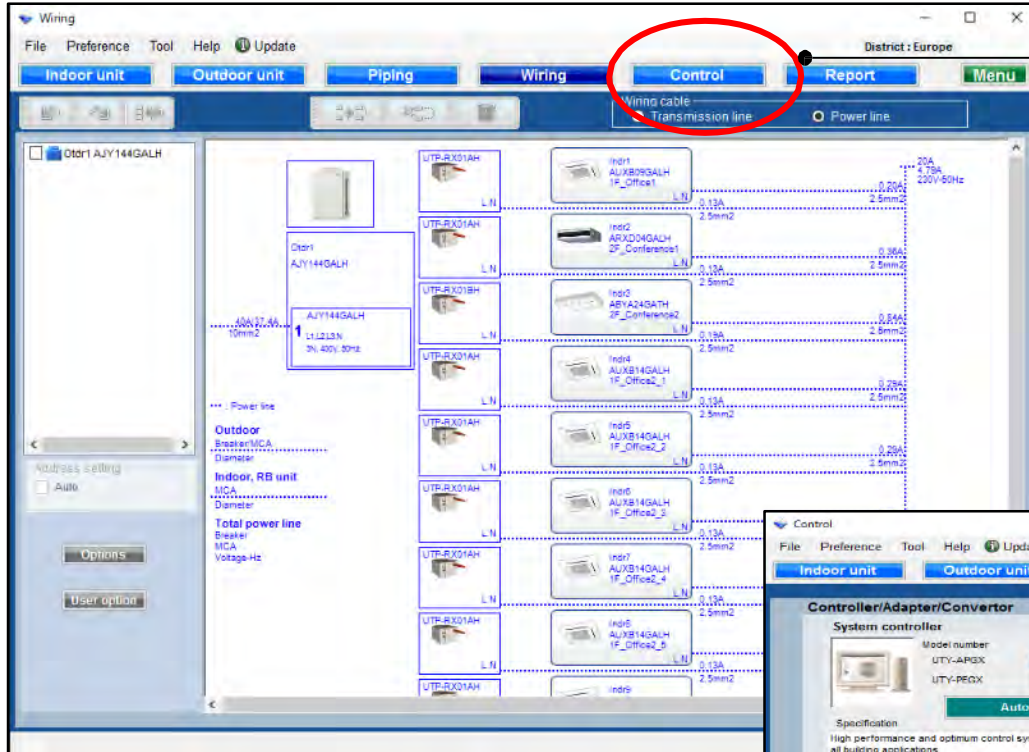 Wiring
File Preference Tool Help Update
District : Europe
Indoor unit Outdoor unit Piping Wiring Control Report Menu
Wiring cable
Transmission line Power line
Otdr1 AJY144GALH
Address setting
Auto
Options
User option
Otdr1
AJY144GALH
40A/37.4A
10mm2
AJY144GALH
1 L1,L2,L3,N
3N, 400V, 50Hz
••• : Power line
Outdoor
Breaker/MCA
Diameter
Indoor, RB unit
MCA
Diameter
Total power line
Breaker
MCA
Voltage-Hz
20A
4.79A
230V-50Hz
UTP-RX01AH
L.N
Indr1
AUXB09GALH
1F_Office1
L.N
0.20A
0.13A
2.5mm2
2.5mm2
UTP-RX01AH
L.N
Indr2
ARXD04GALH
2F_Conference1
L.N
0.36A
0.13A
2.5mm2
2.5mm2
UTP-RX01BH
L.N
Indr3
ABYA24GATH
2F_Conference2
L.N
0.84A
0.19A
2.5mm2
2.5mm2
UTP-RX01AH
L.N
Indr4
AUXB14GALH
1F_Office2_1
L.N
0.29A
0.13A
2.5mm2
2.5mm2
UTP-RX01AH
L.N
Indr5
AUXB14GALH
1F_Office2_2
L.N
0.29A
0.13A
2.5mm2
2.5mm2
UTP-RX01AH
L.N
Indr6
AUXB14GALH
1F_Office2_3
L.N
0.13A
2.5mm2
UTP-RX01AH
L.N
Indr7
AUXB14GALH
1F_Office2_4
L.N
0.13A
2.5mm2
UTP-RX01AH
L.N
Indr8
AUXB14GALH
1F_Office2_5
L.N
0.13A
2.5mm2
UTP-RX01AH
Indr9
Control
File Preference Tool Help Upda
Indoor unit Outdoor uni
Controller/Adapter/Convertor
System controller
Model number
UTY-APGX
UTY-PEGX
Auto
Specification
High performance and optimum control sy
all building applications